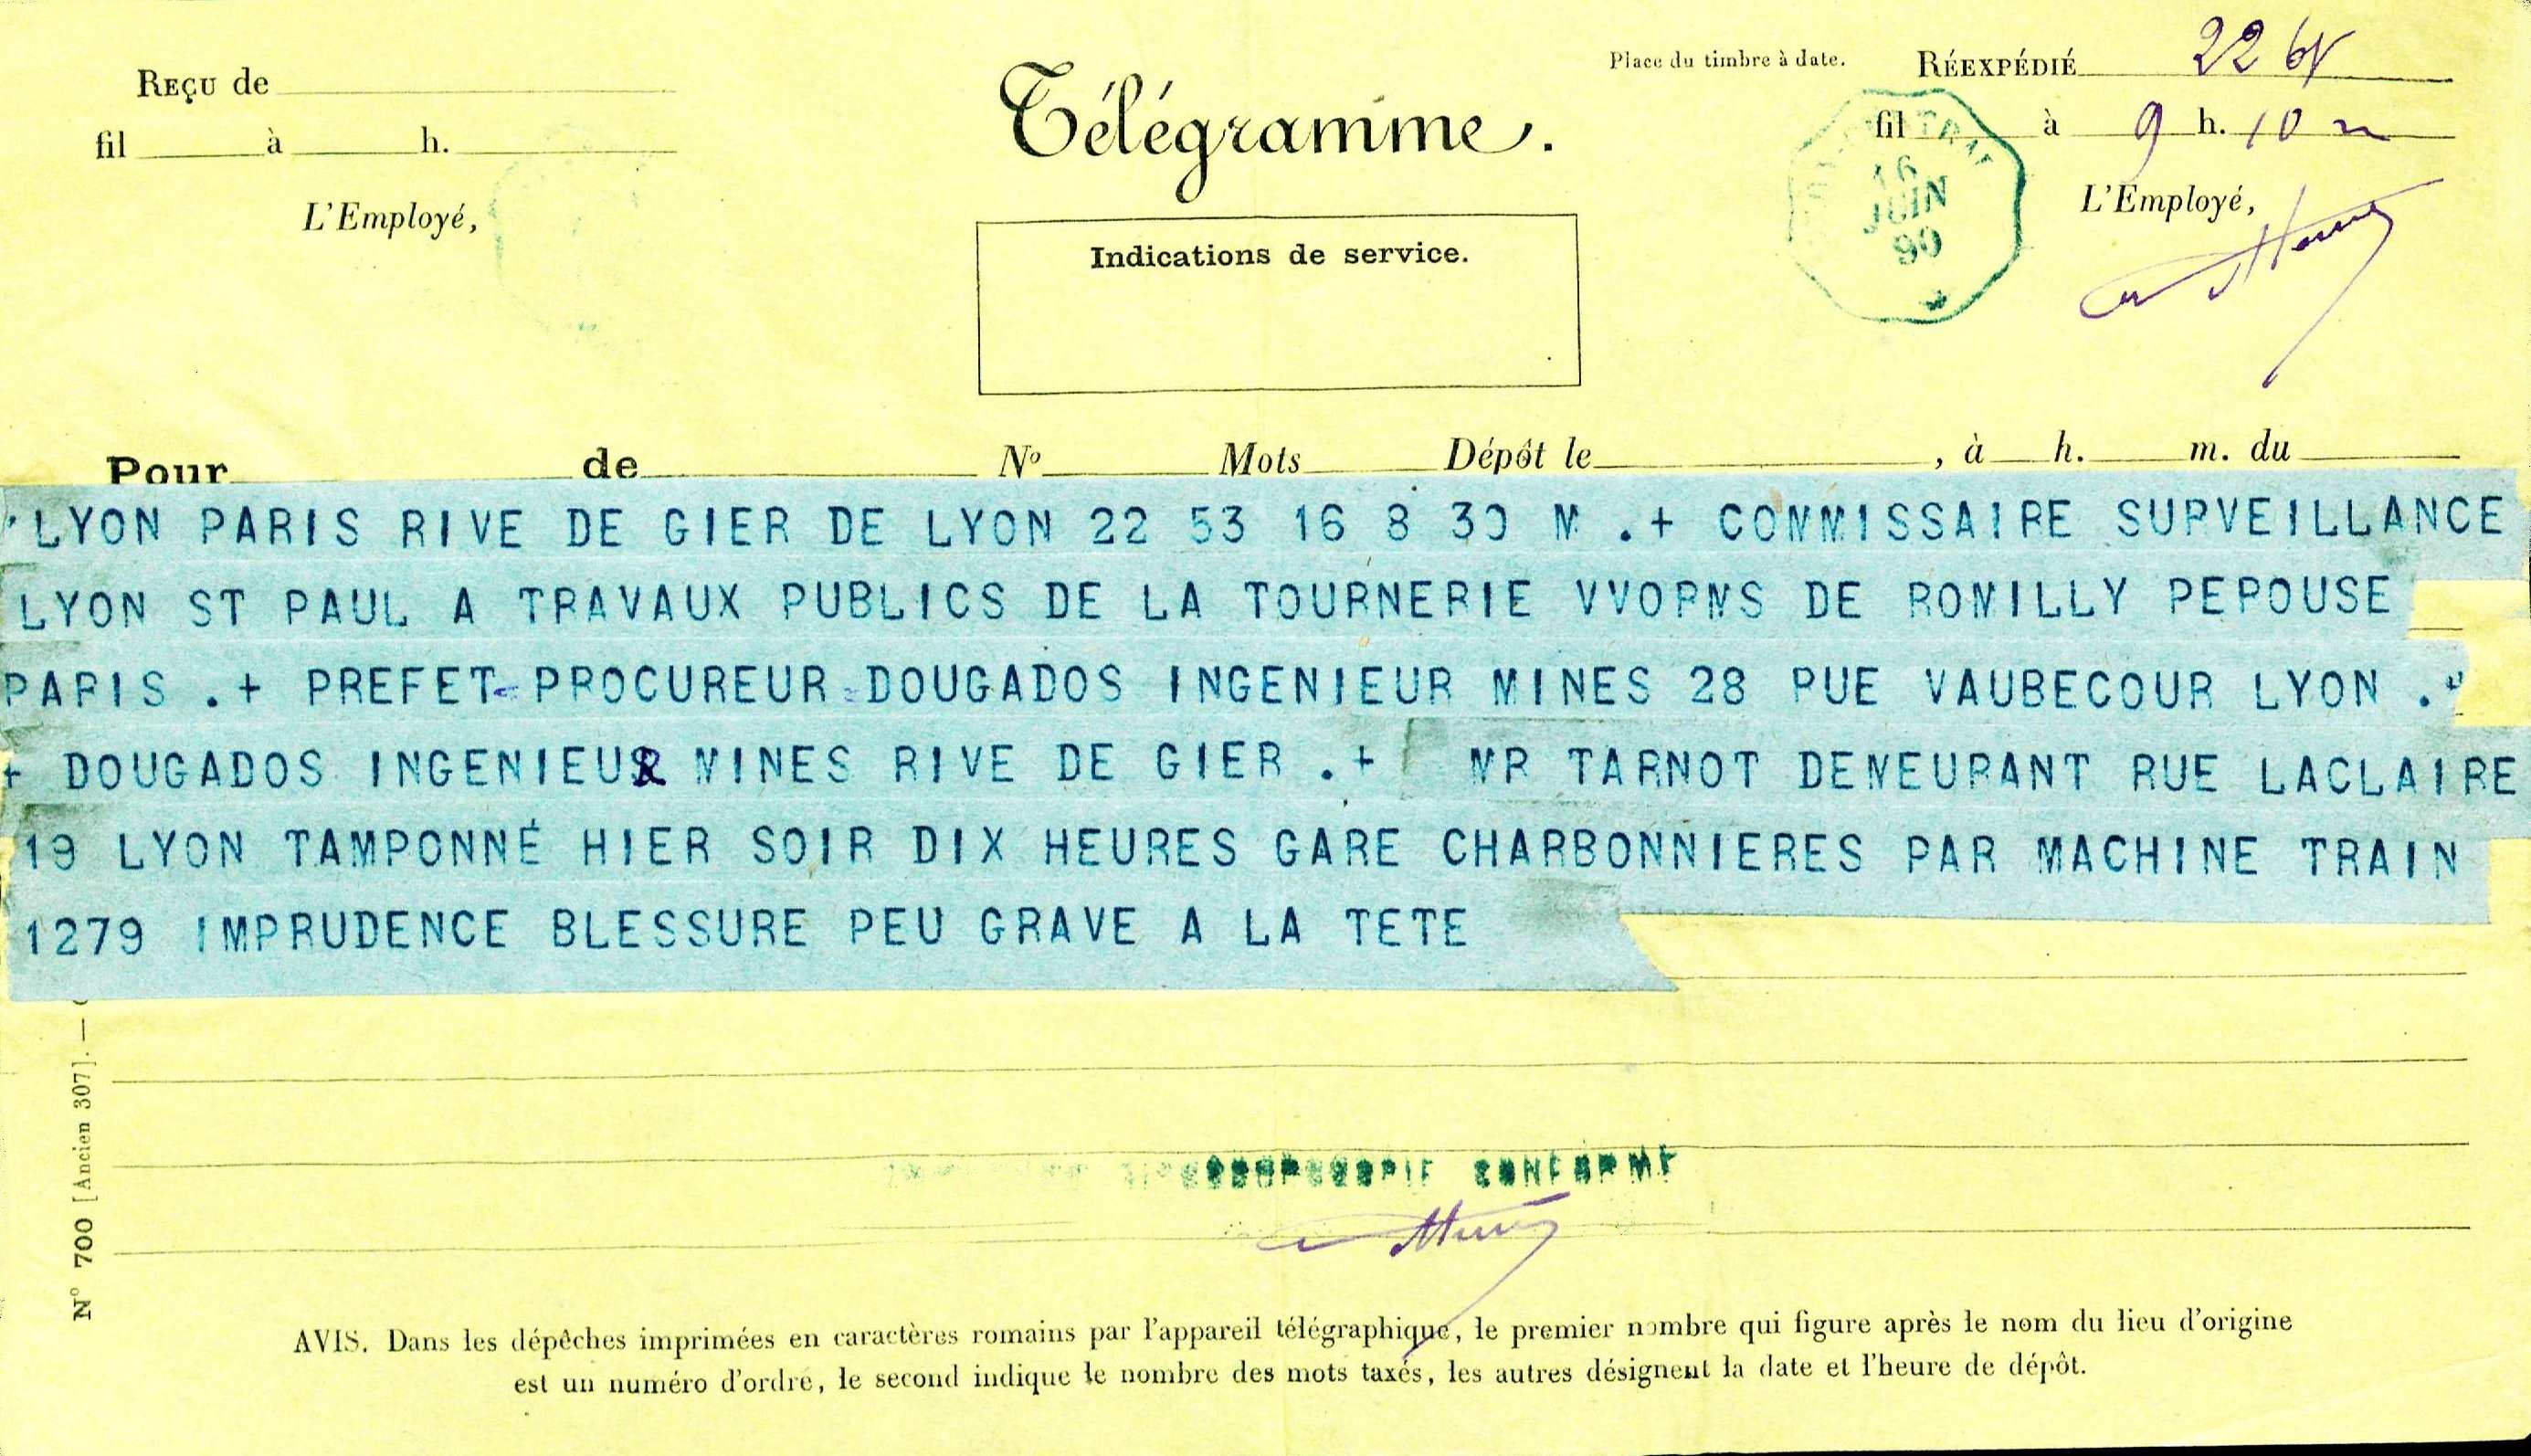 Reçu de
fil à h.
L'Employé,
Télégramme.
Indications de service.
Place du timbre à date.
16
JUIN
90
Réexpédié 22
fil à 9 h. 10 m
L'Employé,
Pour de N° Mots Dépôt le , à h. m. du
LYON PARIS RIVE DE GIER DE LYON 22 53 16 8 30 M .+ COMMISSAIRE SURVEILLANCE
LYON ST PAUL A TRAVAUX PUBLICS DE LA TOURNERIE VVORMS DE ROMILLY PEPOUSE
PARIS .+ PREFET = PROCUREUR = DOUGADOS INGENIEUR MINES 28 RUE VAUBECOUR LYON .
+ DOUGADOS INGENIEUR MINES RIVE DE GIER .+ MR TARNOT DEMEURANT RUE LACLAIRE
19 LYON TAMPONNÉ HIER SOIR DIX HEURES GARE CHARBONNIERES PAR MACHINE TRAIN
1279 IMPRUDENCE BLESSURE PEU GRAVE A LA TETE
CONFORME
N° 700 [Ancien 307]. —
AVIS. Dans les dépêches imprimées en caractères romains par l'appareil télégraphique, le premier nombre qui figure après le nom du lieu d'origine
est un numéro d'ordre, le second indique le nombre des mots taxés, les autres désignent la date et l'heure de dépôt.